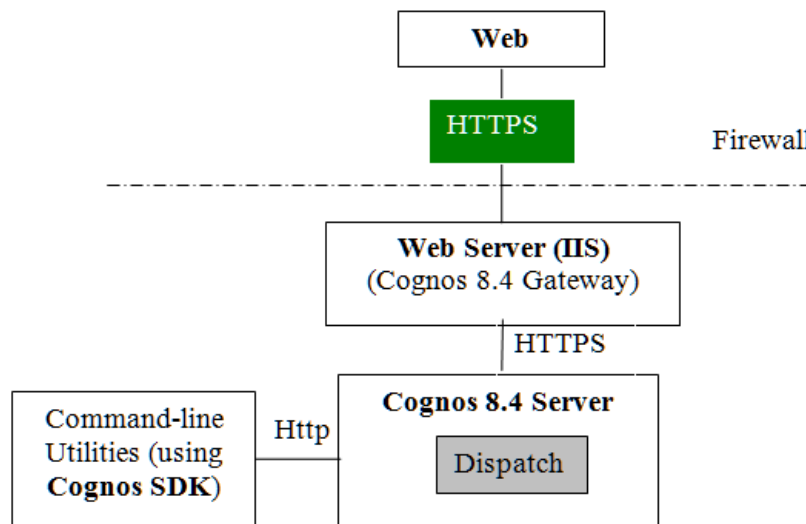 Web
HTTPS
Firewall
Web Server (IIS)
(Cognos 8.4 Gateway)
HTTPS
Cognos 8.4 Server
Dispatch
Http
Command-line
Utilities (using
Cognos SDK)